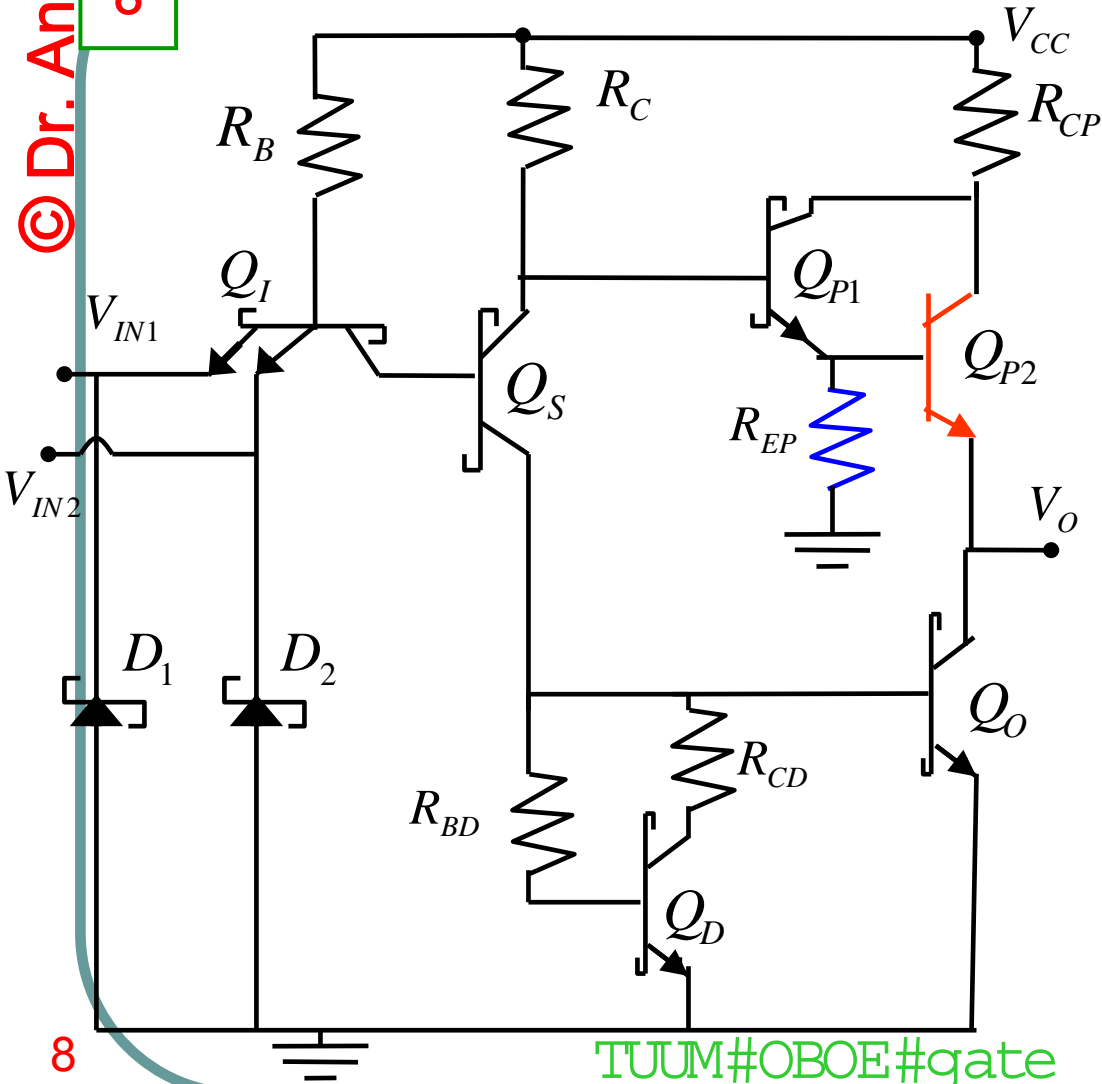 © Dr. An
V_CC
R_B
R_C
R_CP
Q_I
Q_P1
V_IN1
Q_S
Q_P2
R_EP
V_IN2
V_O
D_1
D_2
Q_O
R_CD
R_BD
Q_D
8
TUUM#OBOE#gate